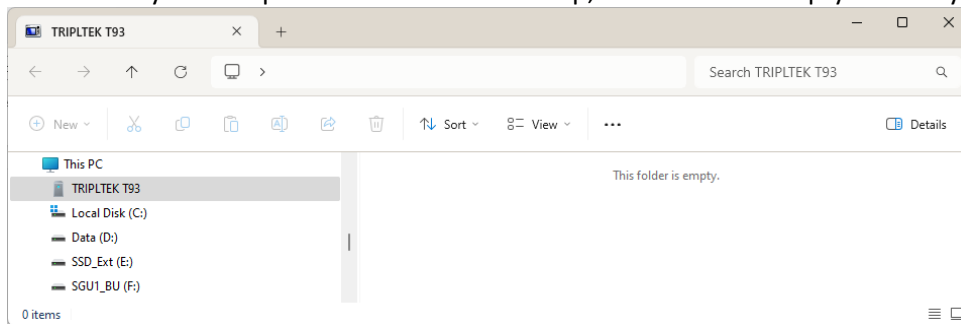 TRIPLTEK T93
Search TRIPLTEK T93
New
Sort
View
Details
This PC
TRIPLTEK T93
Local Disk (C:)
Data (D:)
SSD_Ext (E:)
SGU1_BU (F:)
This folder is empty.
0 items